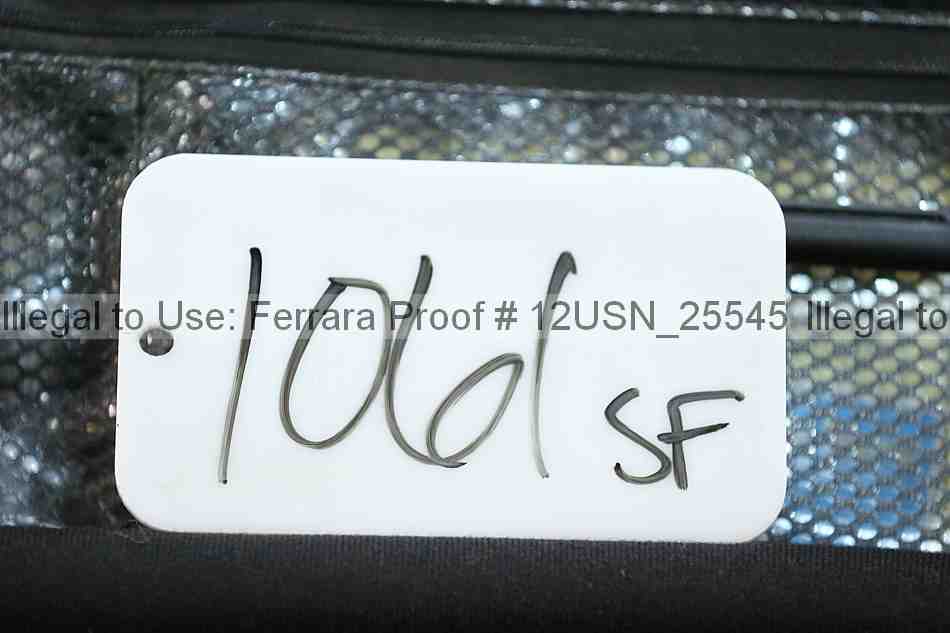 Illegal to Use: Ferrara Proof # 12USN_25545 Illegal to
1061
SF